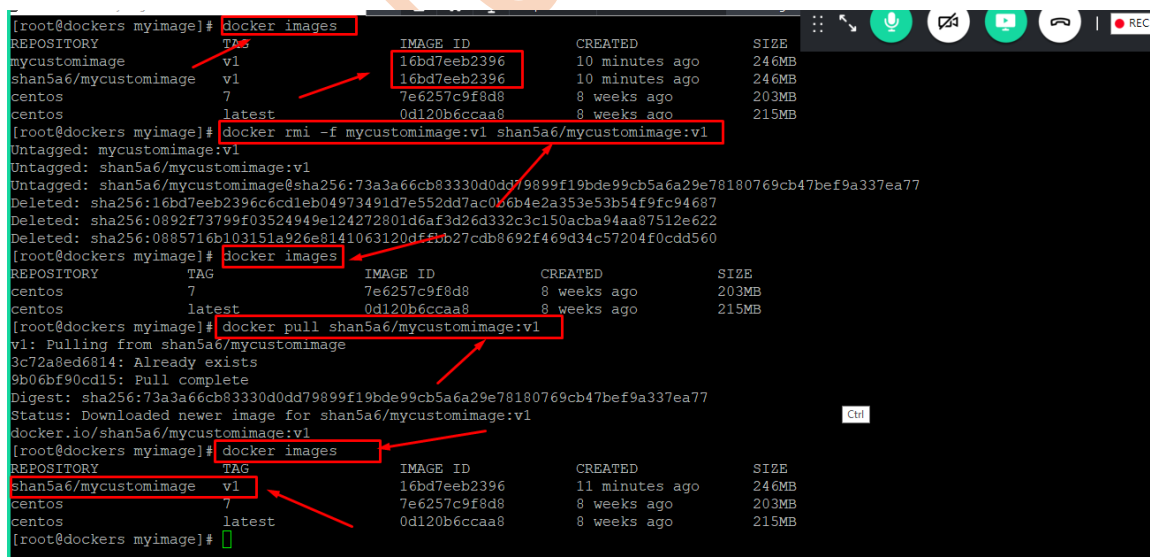 [root@dockers myimage]# docker images
REC
REPOSITORY TAG IMAGE ID CREATED SIZE
mycustomimage v1 16bd7eeb2396 10 minutes ago 246MB
shan5a6/mycustomimage v1 16bd7eeb2396 10 minutes ago 246MB
centos 7 7e6257c9f8d8 8 weeks ago 203MB
centos latest 0d120b6ccaa8 8 weeks ago 215MB
[root@dockers myimage]# docker rmi -f mycustomimage:v1 shan5a6/mycustomimage:v1
Untagged: mycustomimage:v1
Untagged: shan5a6/mycustomimage:v1
Untagged: shan5a6/mycustomimage@sha256:73a3a66cb83330d0dd79899f19bde99cb5a6a29e78180769cb47bef9a337ea77
Deleted: sha256:16bd7eeb2396c6cd1eb04973491d7e552dd7ac0b6b4e2a353e53b54f9fc94687
Deleted: sha256:0892f73799f03524949e124272801d6af3d26d332c3c150acba94aa87512e622
Deleted: sha256:0885716b103151a926e8141063120dffbb27cdb8692f469d34c57204f0cdd560
[root@dockers myimage]# docker images
REPOSITORY TAG IMAGE ID CREATED SIZE
centos 7 7e6257c9f8d8 8 weeks ago 203MB
centos latest 0d120b6ccaa8 8 weeks ago 215MB
[root@dockers myimage]# docker pull shan5a6/mycustomimage:v1
v1: Pulling from shan5a6/mycustomimage
3c72a8ed6814: Already exists
9b06bf90cd15: Pull complete
Digest: sha256:73a3a66cb83330d0dd79899f19bde99cb5a6a29e78180769cb47bef9a337ea77
Status: Downloaded newer image for shan5a6/mycustomimage:v1
Ctrl
docker.io/shan5a6/mycustomimage:v1
[root@dockers myimage]# docker images
REPOSITORY TAG IMAGE ID CREATED SIZE
shan5a6/mycustomimage v1 16bd7eeb2396 11 minutes ago 246MB
centos 7 7e6257c9f8d8 8 weeks ago 203MB
centos latest 0d120b6ccaa8 8 weeks ago 215MB
[root@dockers myimage]#